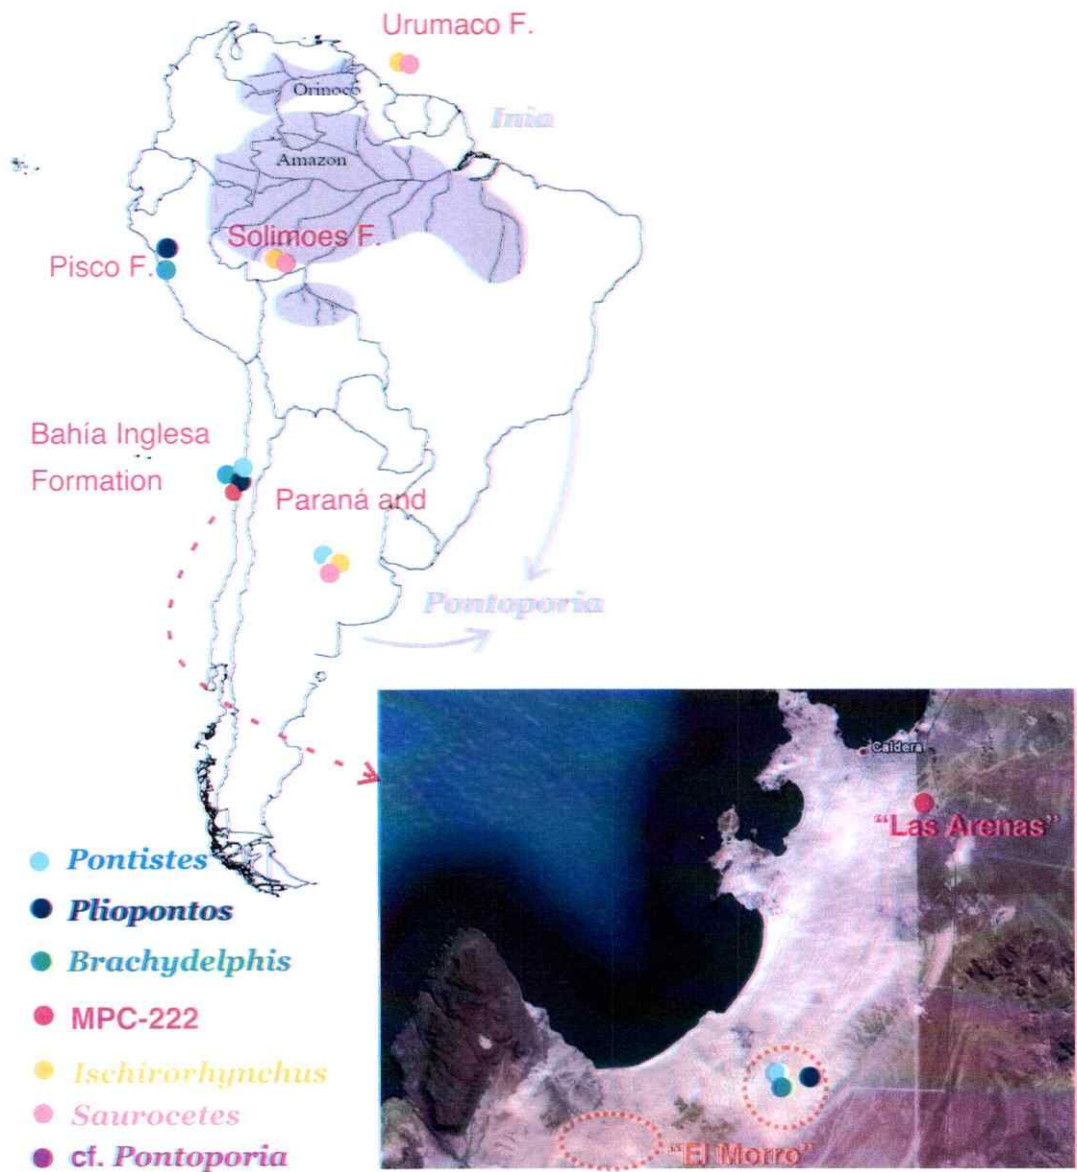 Urumaco F.
Orinoco
Inia
Amazon
Solimoes F.
Pisco F.
Bahía Inglesa
Formation
Paraná and
Pontoporia
Caldera
"Las Arenas"
Pontistes
Pliopontos
Brachydelphis
MPC-222
Ischirorhynchus
Saurocetes
cf. Pontoporia
"El Morro"